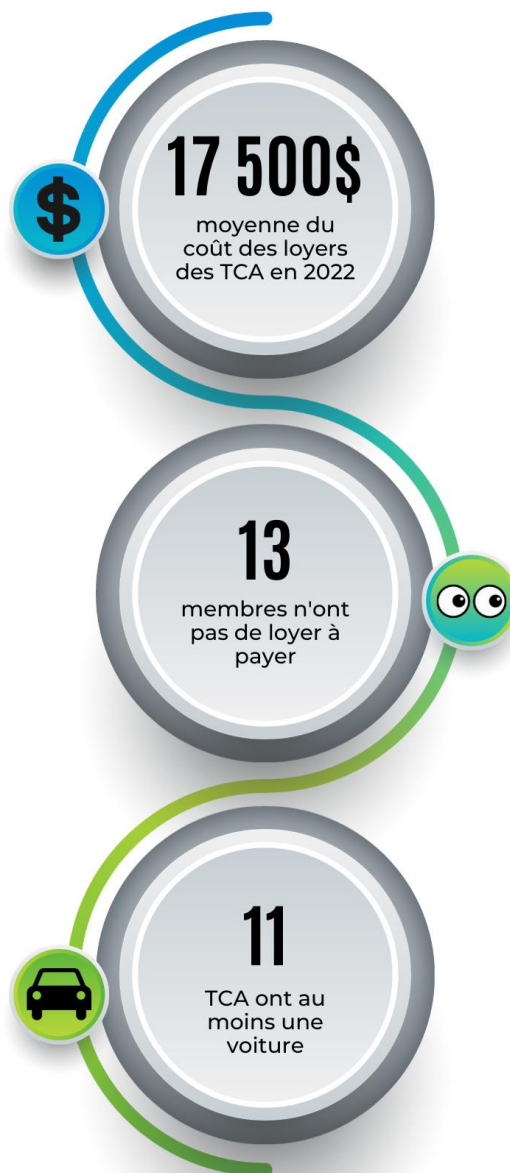 17 500$
moyenne du
coût des loyers
des TCA en 2022
$
13
membres n'ont
pas de loyer à
payer
11
TCA ont au
moins une
voiture